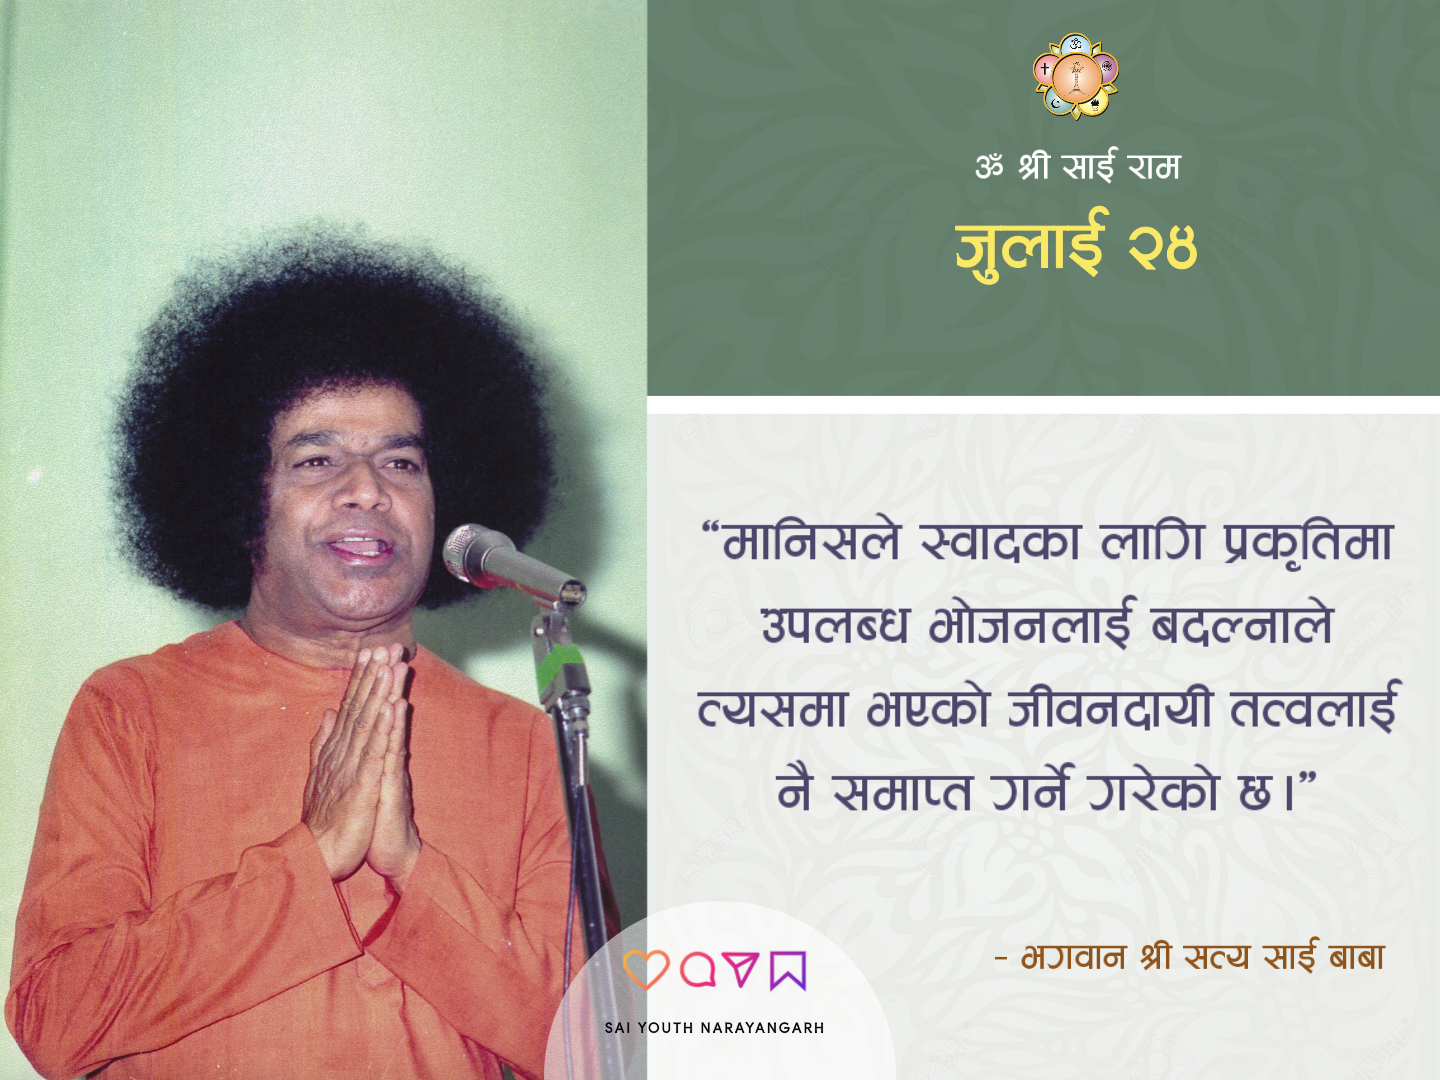 ॐ श्री साई राम
जुलाई २४
“मानिसले स्वादका लागि प्रकृतिमा
उपलब्ध भोजनलाई बदल्नाले
त्यसमा भएको जीवनदायी तत्वलाई
नै समाप्त गर्ने गरेको छ।”
- भगवान श्री सत्य साई बाबा
SAI YOUTH NARAYANGARH